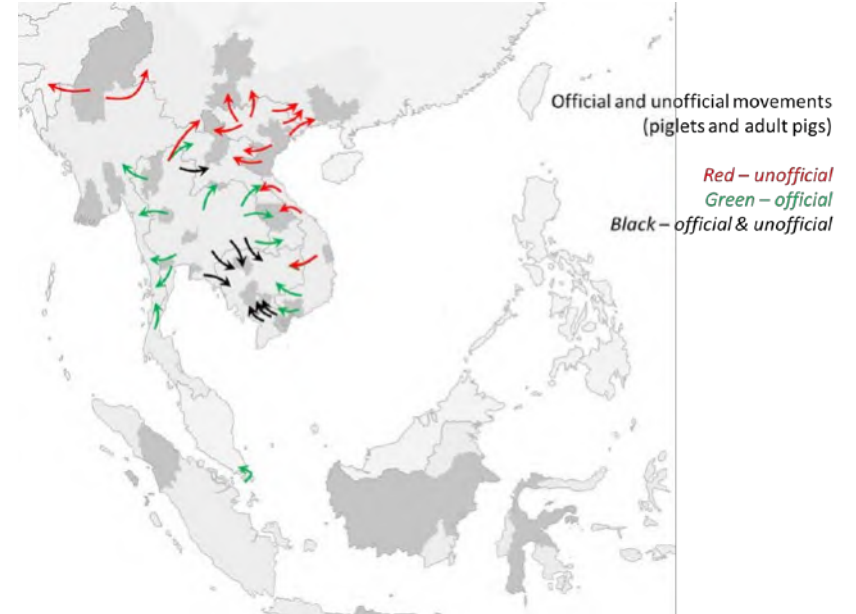 Official and unofficial movements
(piglets and adult pigs)
Red – unofficial
Green – official
Black – official & unofficial